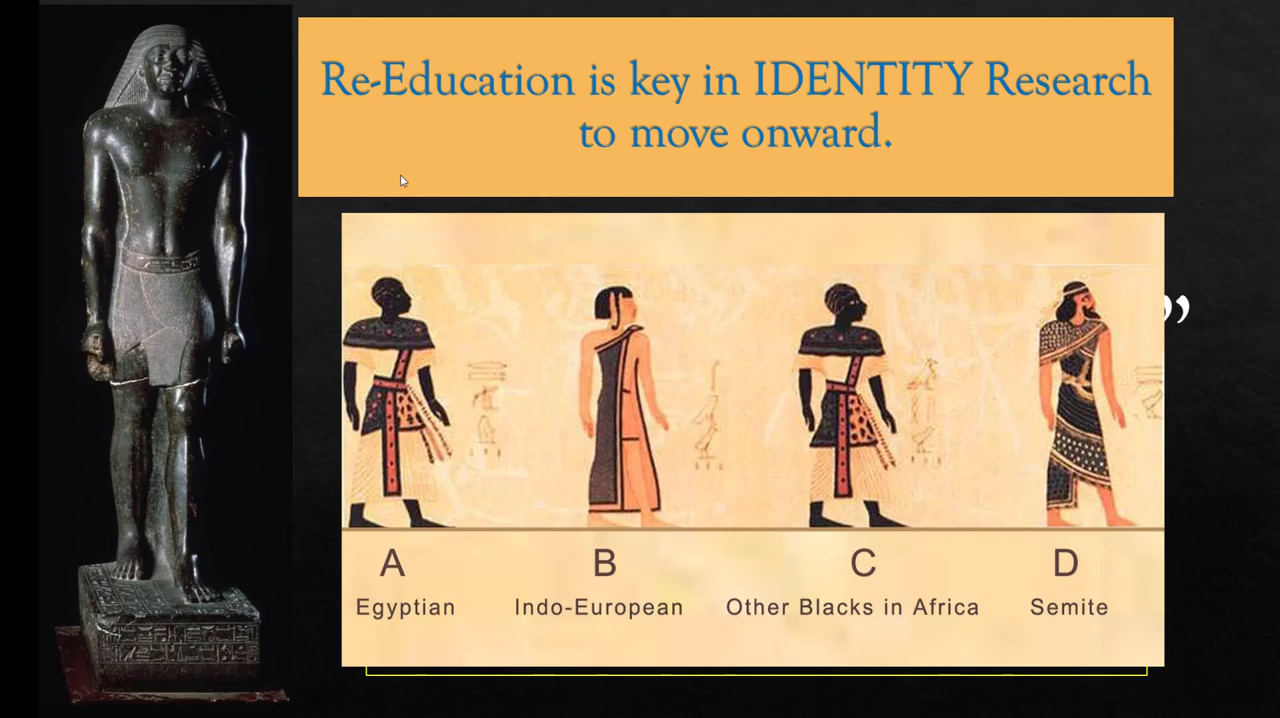 Re-Education is key in IDENTITY Research
to move onward.
”
A B C D
Egyptian Indo-European Other Blacks in Africa Semite